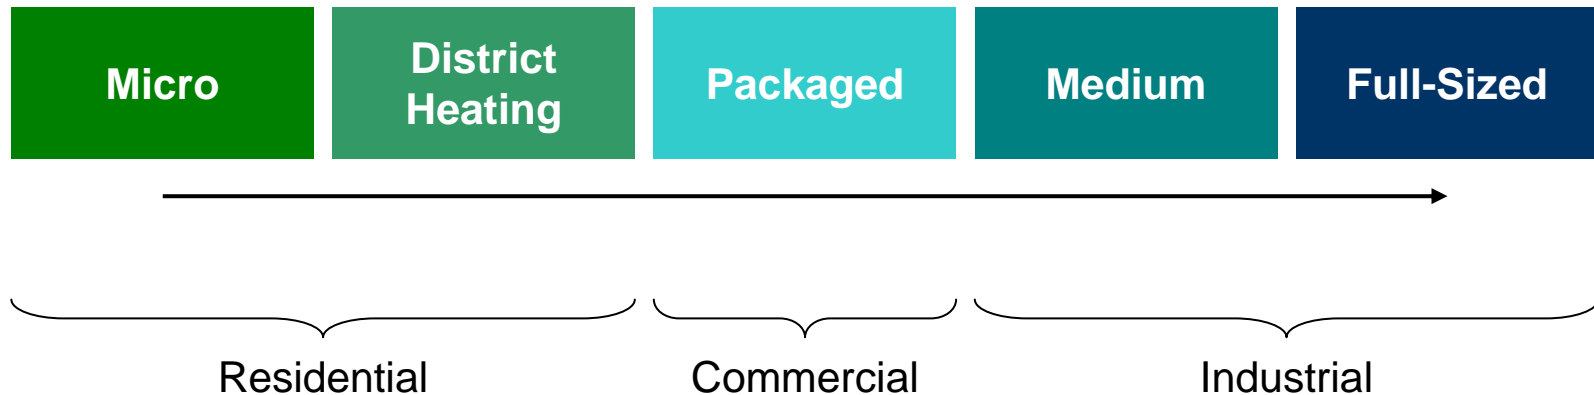 Micro
District
Heating
Packaged
Medium
Full-Sized
Residential
Commercial
Industrial